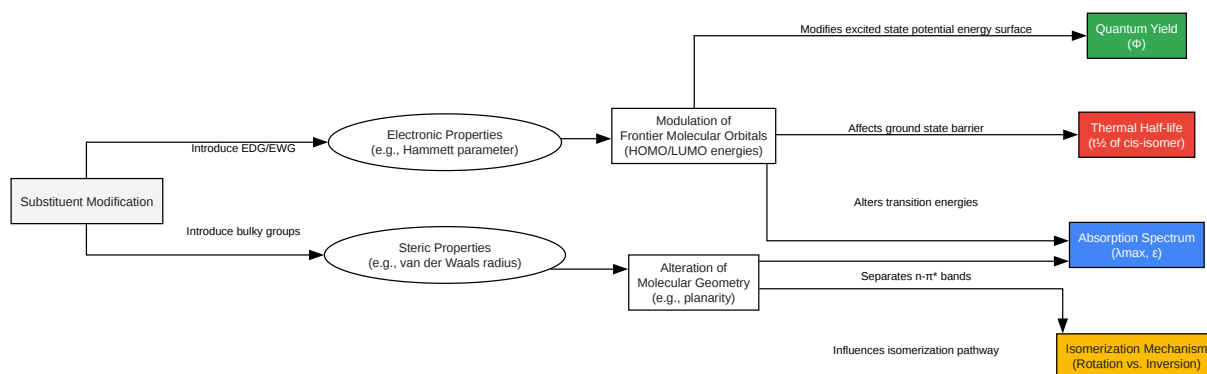 Substituent Modification
Introduce EDG/EWG
Introduce bulky groups
Electronic Properties
(e.g., Hammett parameter)
Steric Properties
(e.g., van der Waals radius)
Modulation of
Frontier Molecular Orbitals
(HOMO/LUMO energies)
Alteration of
Molecular Geometry
(e.g., planarity)
Modifies excited state potential energy surface
Affects ground state barrier
Alters transition energies
Separates n-π* bands
Influences isomerization pathway
Quantum Yield
(Φ)
Thermal Half-life
(t½ of cis-isomer)
Absorption Spectrum
(λmax, ε)
Isomerization Mechanism
(Rotation vs. Inversion)